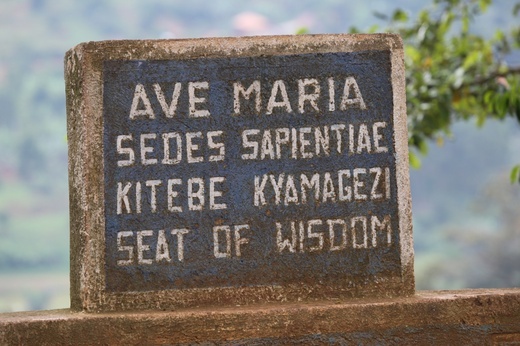 AVE MARIA
SEDES SAPIENTIAE
KITEBE KYAMAGEZI
SEAT OF WISDOM